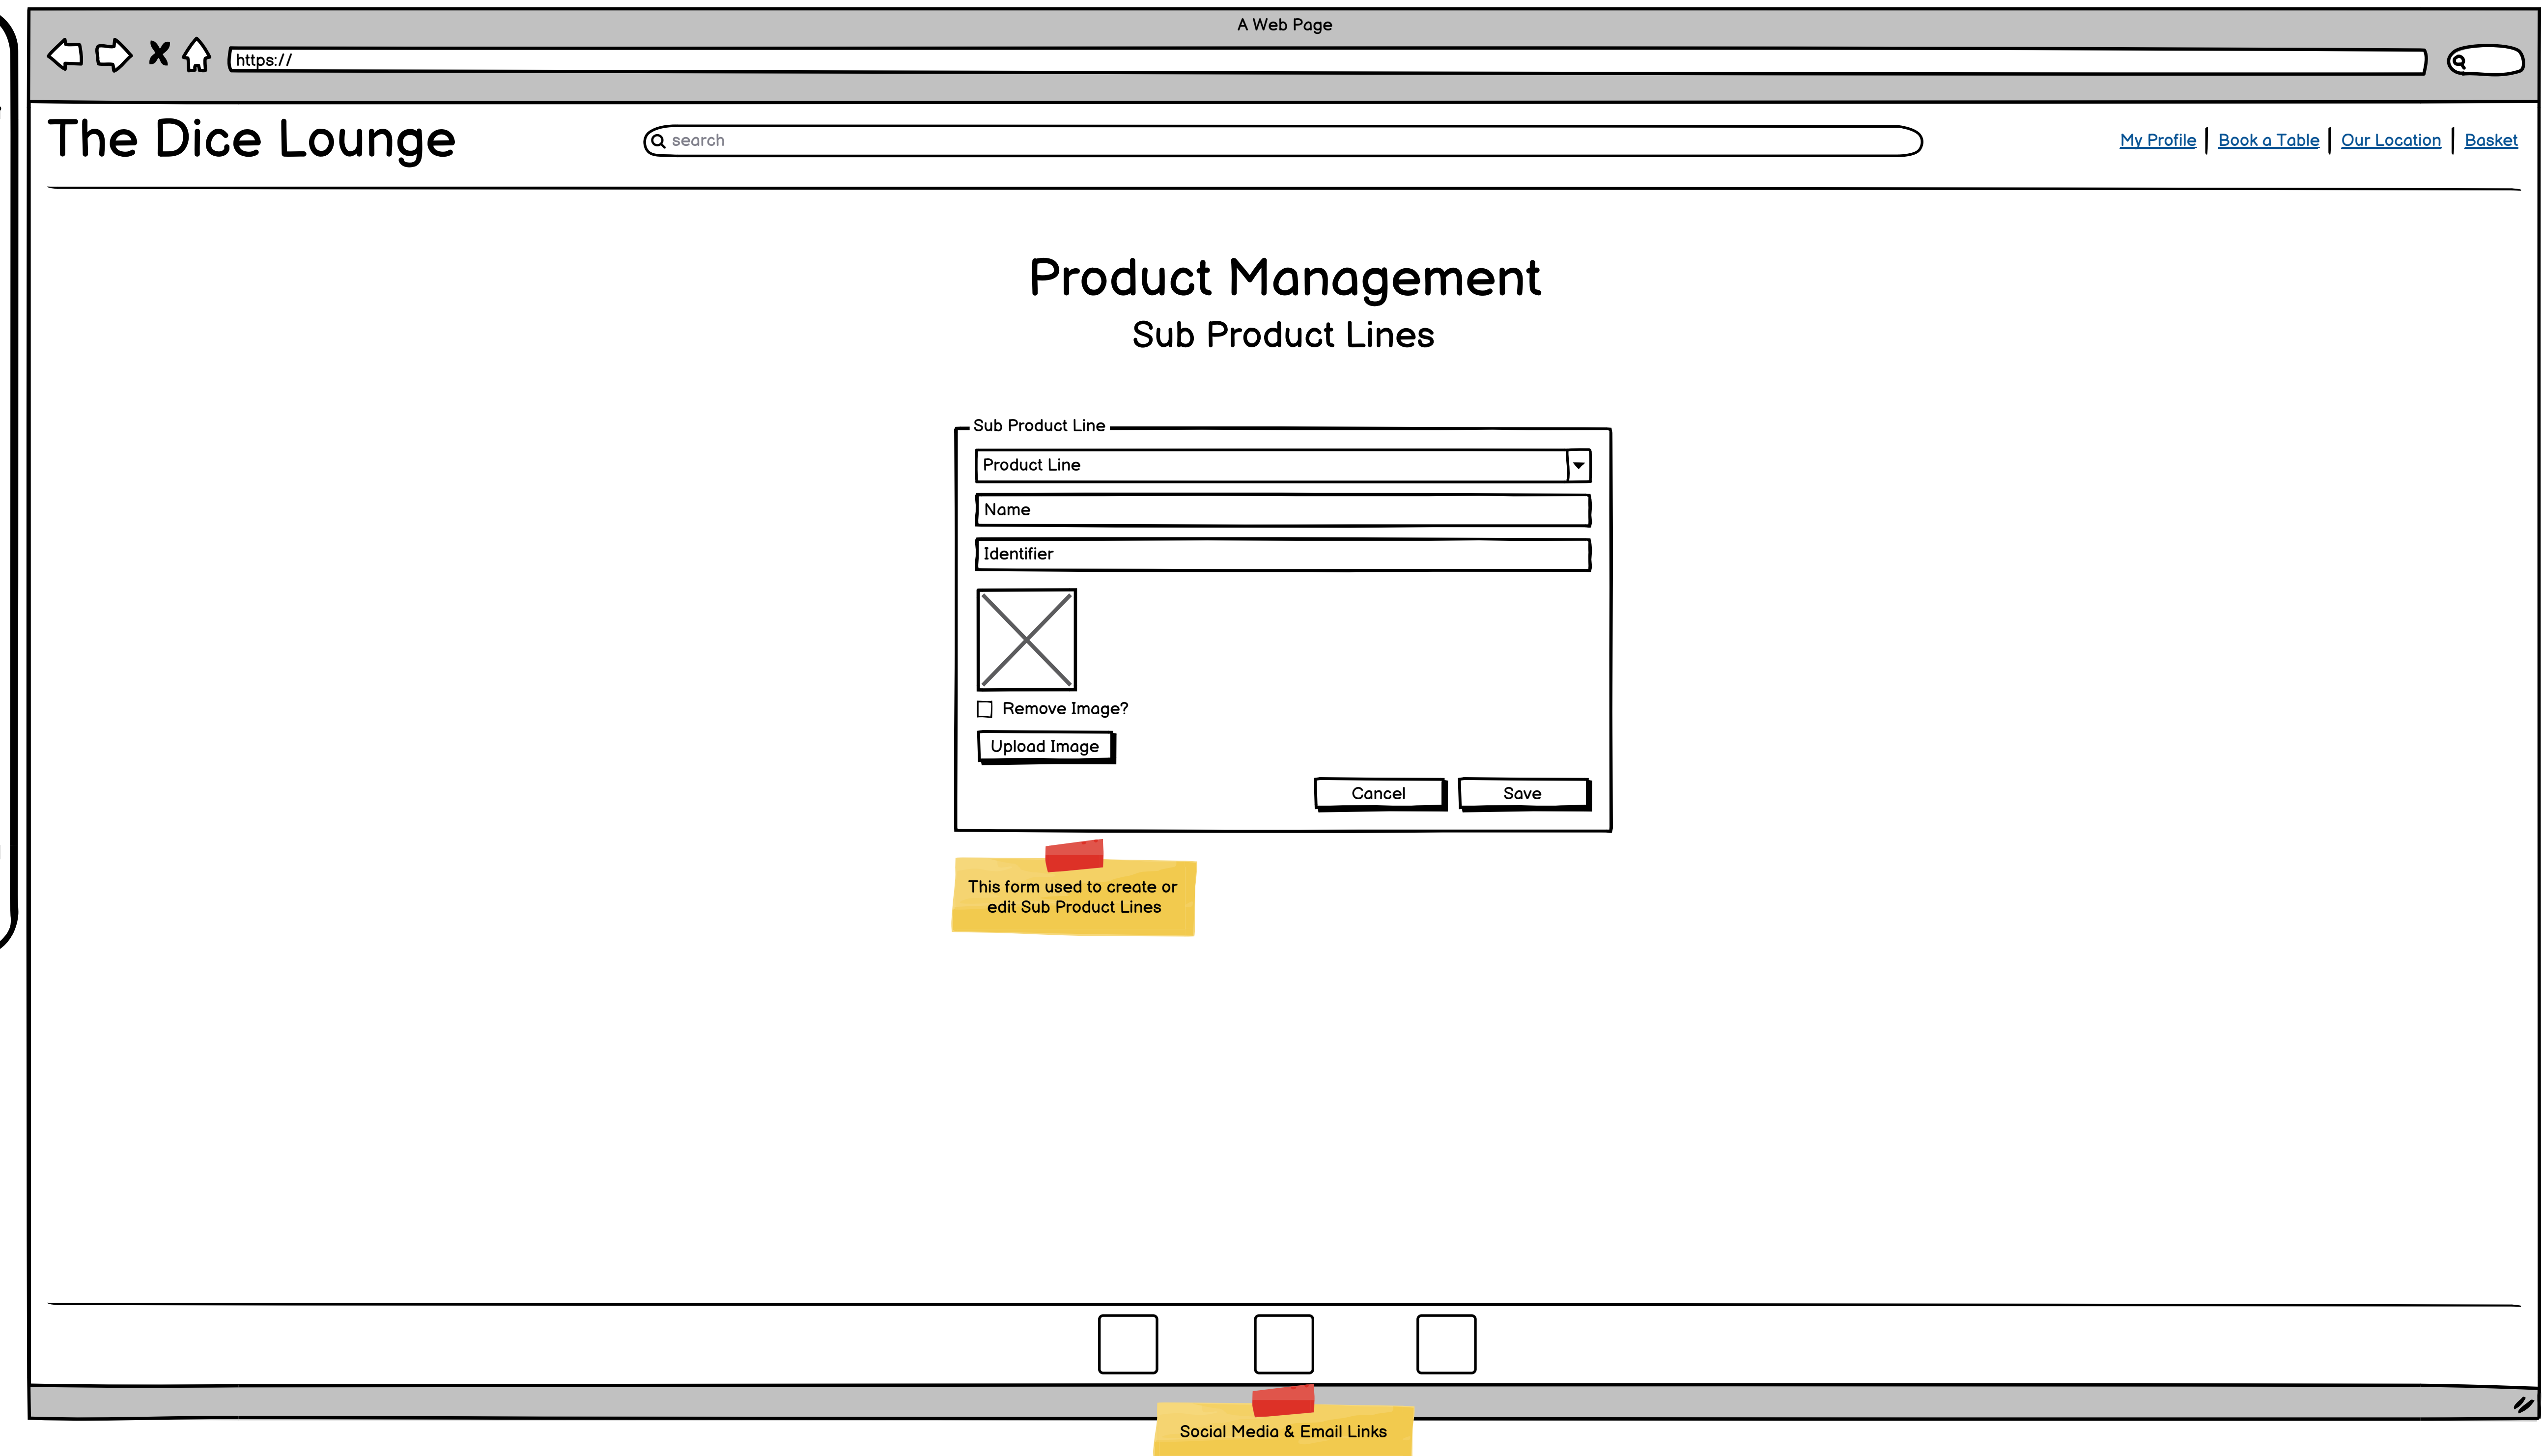 A Web Page
https://
The Dice Lounge
search
My Profile
Book a Table
Our Location
Basket
Product Management
Sub Product Lines
Sub Product Line
Product Line
Name
Identifier
Remove Image?
Upload Image
Cancel
Save
This form used to create or
edit Sub Product Lines
Social Media & Email Links